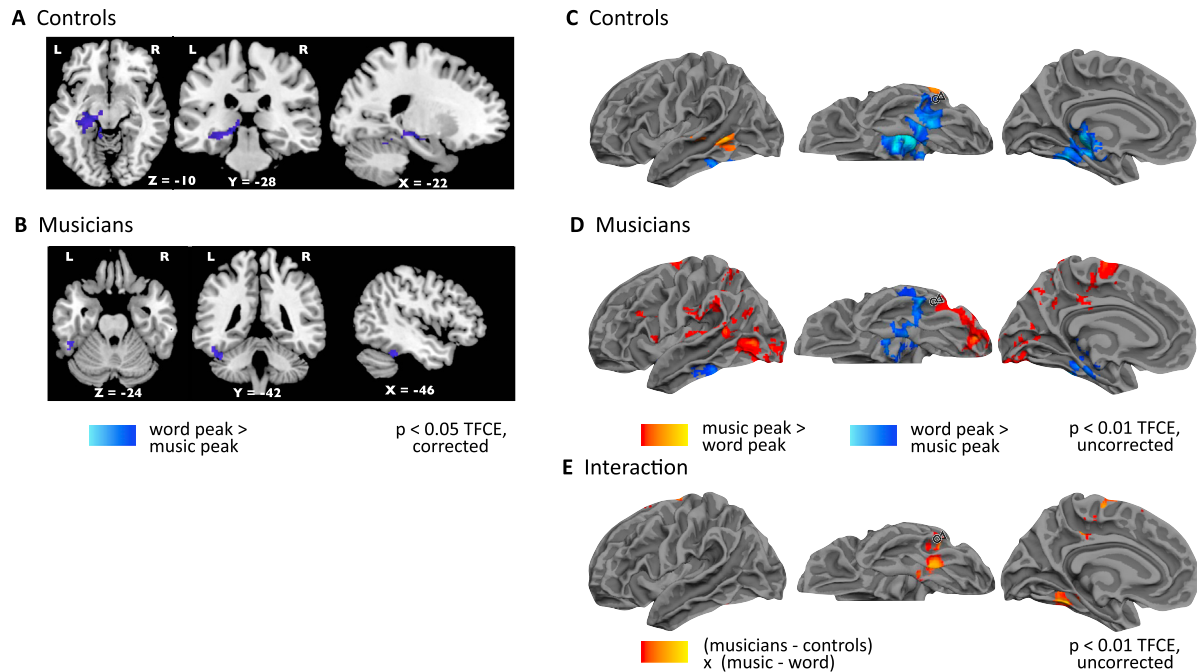 A Controls
L R L R
Z = -10 Y = -28 X = -22
B Musicians
L R L R
Z = -24 Y = -42 X = -46
word peak >
music peak
p < 0.05 TFCE,
corrected
C Controls
D Musicians
music peak >
word peak
word peak >
music peak
p < 0.01 TFCE,
uncorrected
E Interaction
(musicians - controls)
x (music - word)
p < 0.01 TFCE,
uncorrected